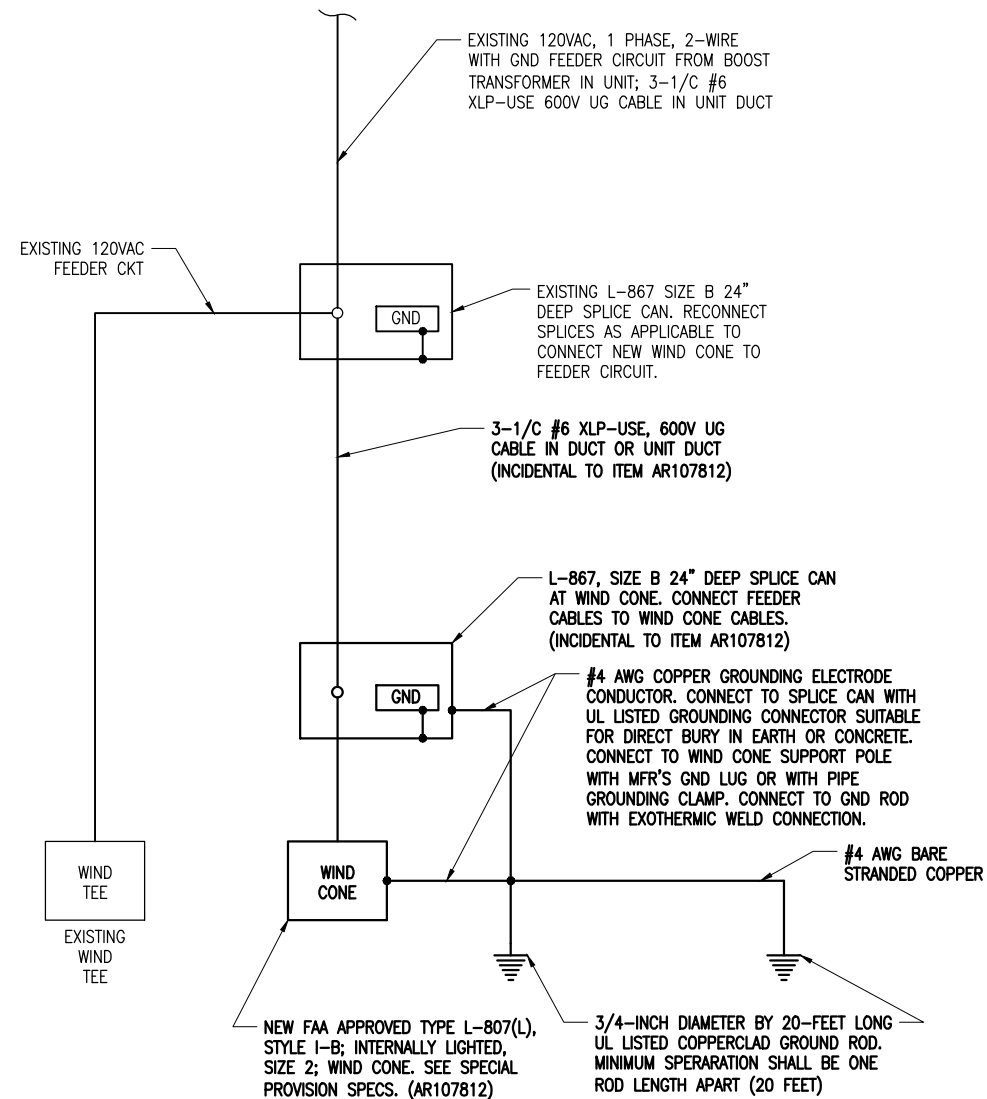 EXISTING 120VAC, 1 PHASE, 2-WIRE
WITH GND FEEDER CIRCUIT FROM BOOST
TRANSFORMER IN UNIT; 3-1/C #6
XLP-USE 600V UG CABLE IN UNIT DUCT
EXISTING 120VAC
FEEDER CKT
GND
EXISTING L-867 SIZE B 24"
DEEP SPLICE CAN. RECONNECT
SPLICES AS APPLICABLE TO
CONNECT NEW WIND CONE TO
FEEDER CIRCUIT.
3-1/C #6 XLP-USE, 600V UG
CABLE IN DUCT OR UNIT DUCT
(INCIDENTAL TO ITEM AR107812)
L-867, SIZE B 24" DEEP SPLICE CAN
AT WIND CONE. CONNECT FEEDER
CABLES TO WIND CONE CABLES.
(INCIDENTAL TO ITEM AR107812)
GND
#4 AWG COPPER GROUNDING ELECTRODE
CONDUCTOR. CONNECT TO SPLICE CAN WITH
UL LISTED GROUNDING CONNECTOR SUITABLE
FOR DIRECT BURY IN EARTH OR CONCRETE.
CONNECT TO WIND CONE SUPPORT POLE
WITH MFR'S GND LUG OR WITH PIPE
GROUNDING CLAMP. CONNECT TO GND ROD
WITH EXOTHERMIC WELD CONNECTION.
#4 AWG BARE
STRANDED COPPER
WIND
TEE
EXISTING
WIND
TEE
WIND
CONE
NEW FAA APPROVED TYPE L-807(L),
STYLE I-B; INTERNALLY LIGHTED,
SIZE 2; WIND CONE. SEE SPECIAL
PROVISION SPECS. (AR107812)
3/4-INCH DIAMETER BY 20-FEET LONG
UL LISTED COPPERCLAD GROUND ROD.
MINIMUM SPERARATION SHALL BE ONE
ROD LENGTH APART (20 FEET)